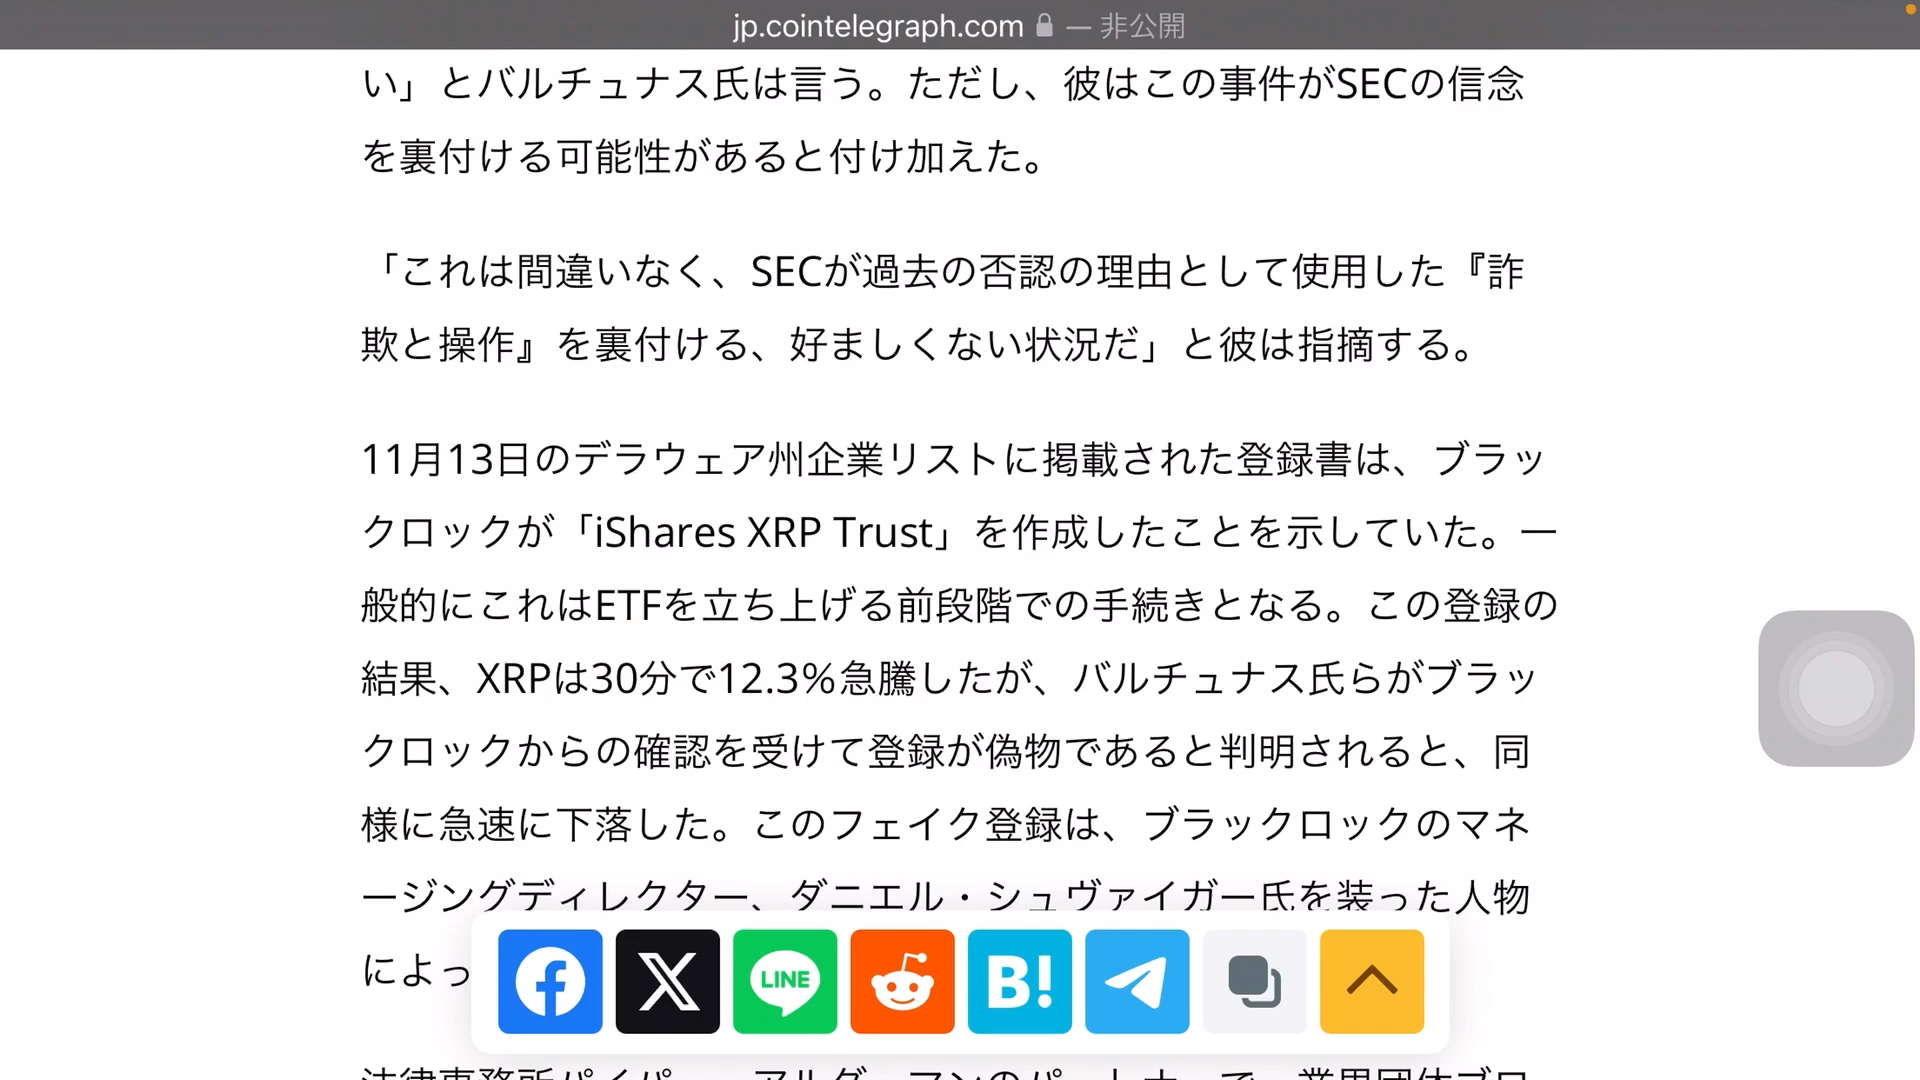 jp.cointelegraph.com — 非公開
い」とバルチュナス氏は言う。ただし、彼はこの事件がSECの信念
を裏付ける可能性があると付け加えた。
「これは間違いなく、SECが過去の否認の理由として使用した『詐
欺と操作』を裏付ける、好ましくない状況だ」と彼は指摘する。
11月13日のデラウェア州企業リストに掲載された登録書は、ブラッ
クロックが「iShares XRP Trust」を作成したことを示していた。一
般的にこれはETFを立ち上げる前段階での手続きとなる。この登録の
結果、XRPは30分で12.3%急騰したが、バルチュナス氏らがブラッ
クロックからの確認を受けて登録が偽物であると判明されると、同
様に急速に下落した。このフェイク登録は、ブラックロックのマネ
ージングディレクター、ダニエル・シュヴァイガー氏を装った人物
によっ
LINE
B!